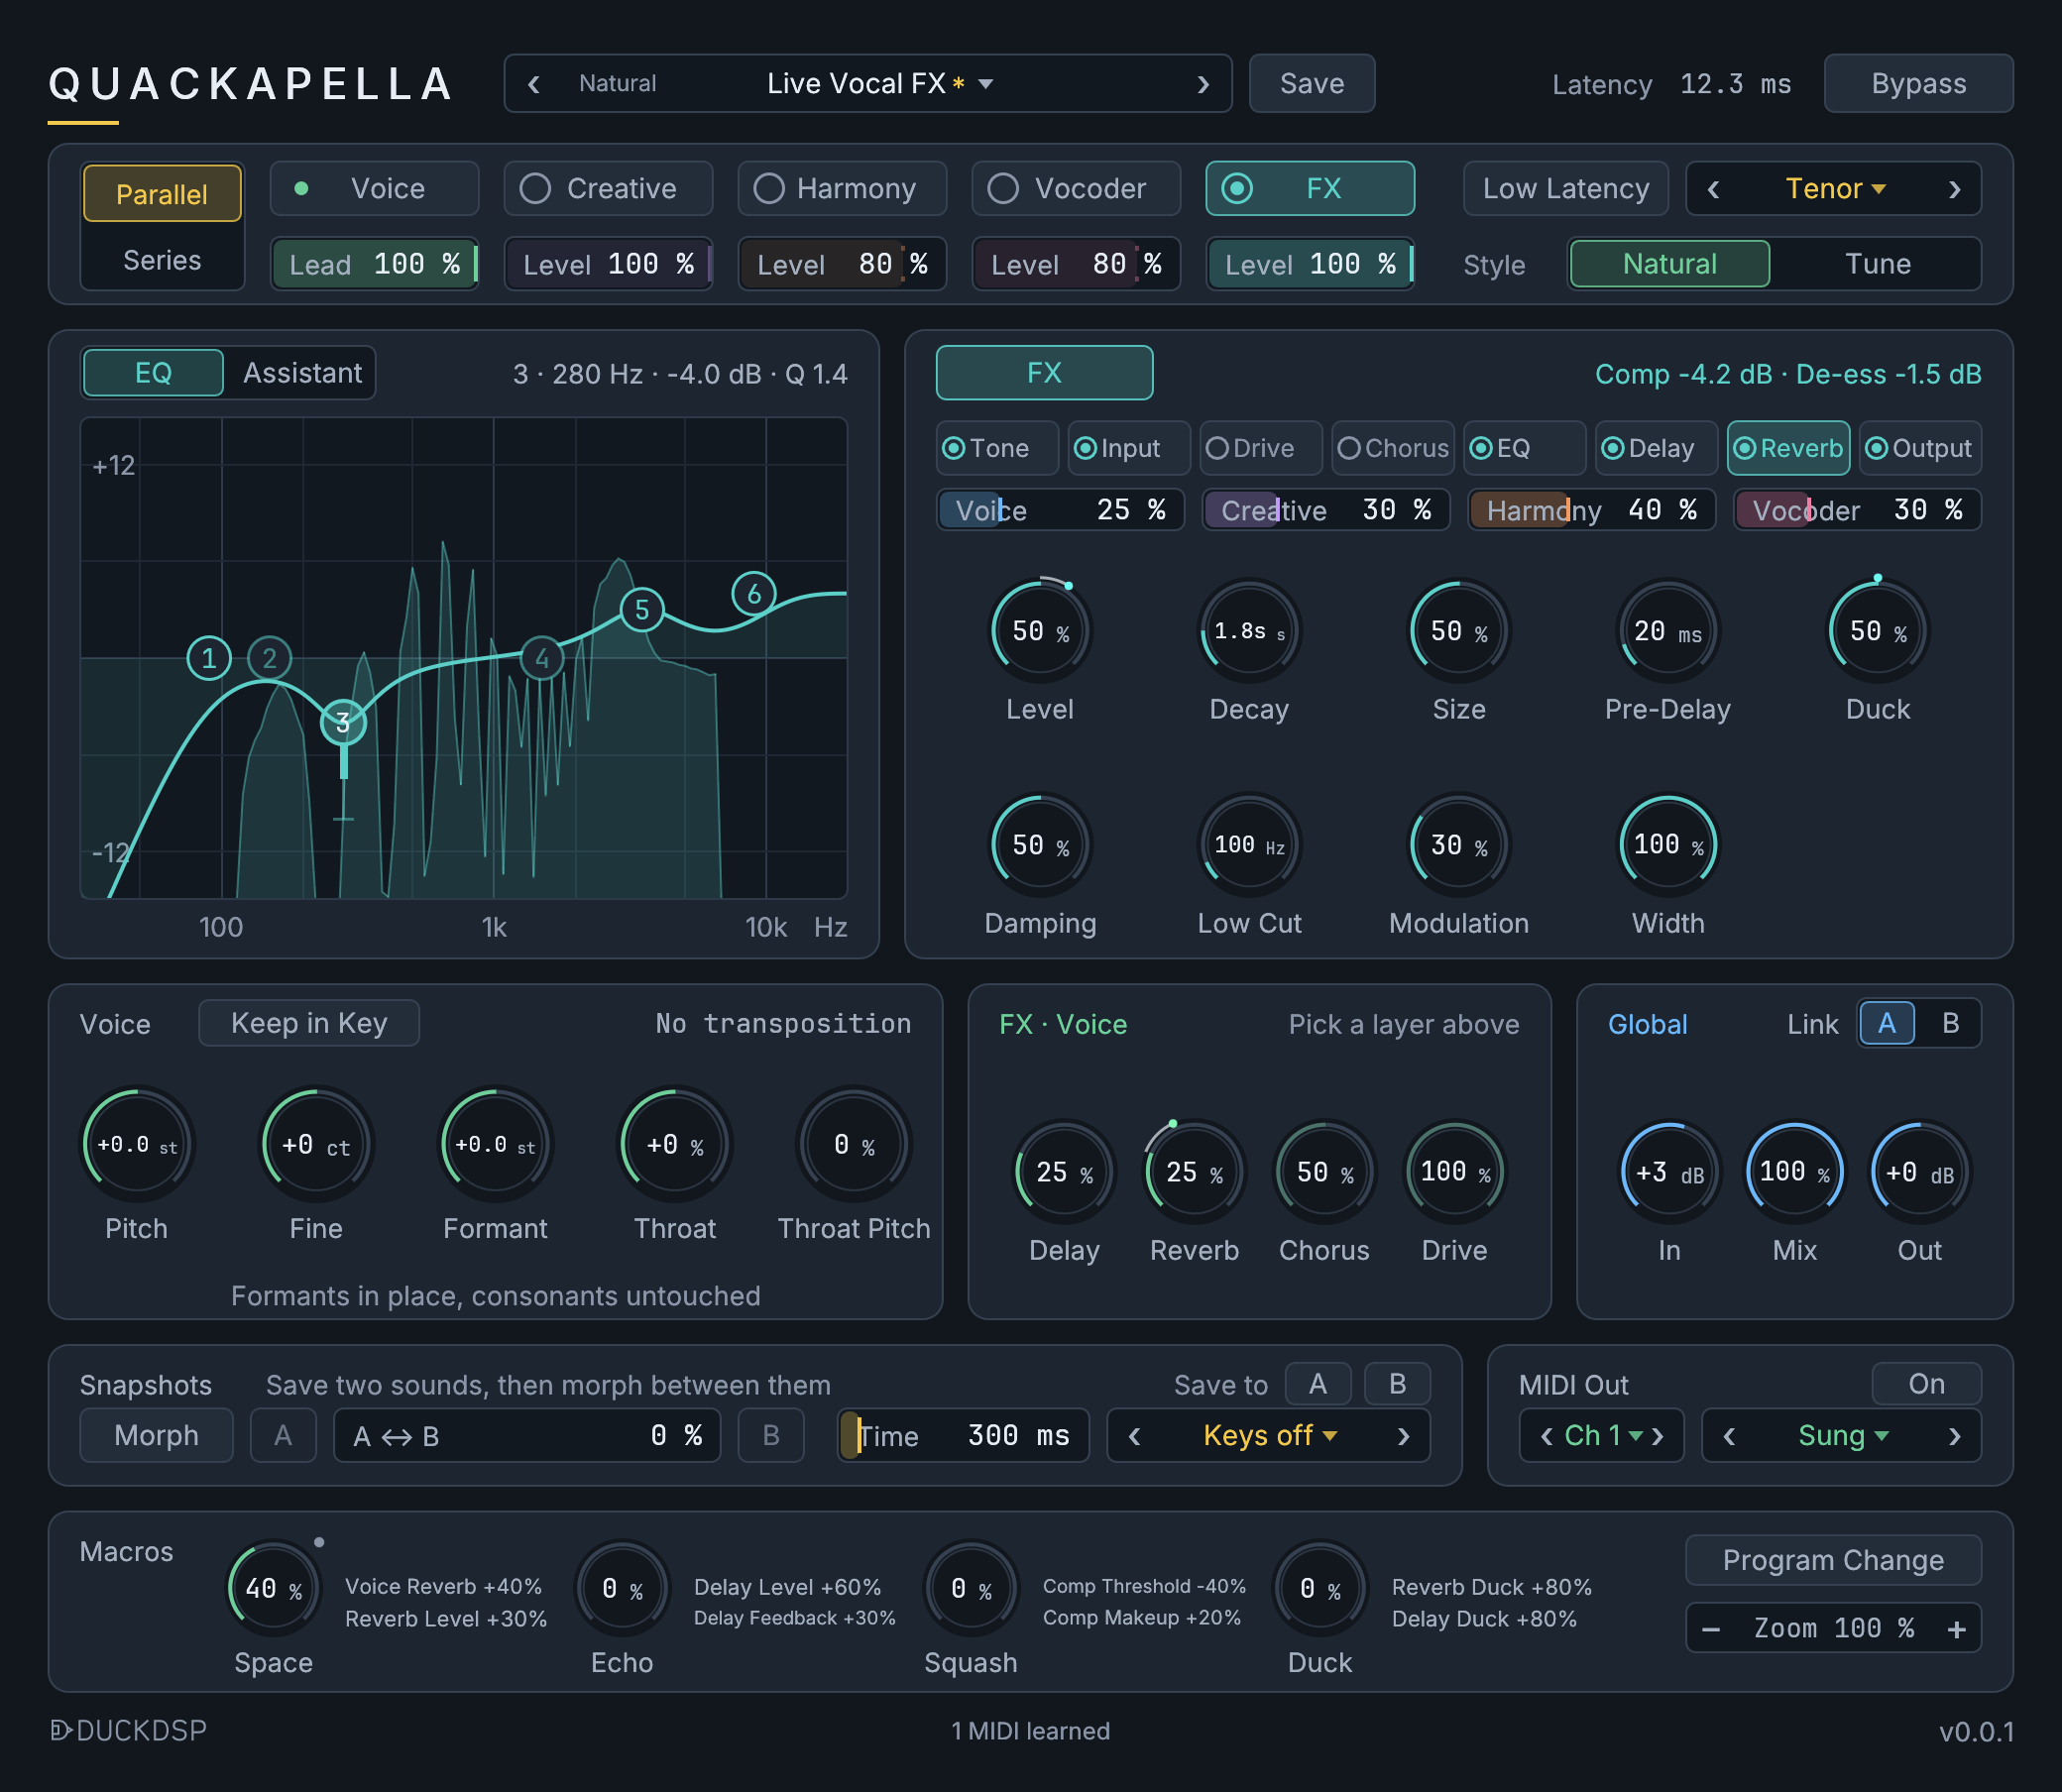 QUACKAPELLA
‹ Natural Live Vocal FX * ›
Save
Latency 12.3 ms
Bypass
Parallel
Series
Voice
Creative
Harmony
Vocoder
FX
Low Latency
‹ Tenor ›
Lead 100 %
Level 100 %
Level 80 %
Level 80 %
Level 100 %
Style
Natural
Tune
EQ
Assistant
3 · 280 Hz · -4.0 dB · Q 1.4
+12
1
2
3
4
5
6
-12
100
1k
10k
Hz
FX
Comp -4.2 dB · De-ess -1.5 dB
Tone
Input
Drive
Chorus
EQ
Delay
Reverb
Output
Voice 25 %
Creative 30 %
Harmony 40 %
Vocoder 30 %
50 %
1.8s s
50 %
20 ms
50 %
Level
Decay
Size
Pre-Delay
Duck
50 %
100 Hz
30 %
100 %
Damping
Low Cut
Modulation
Width
Voice
Keep in Key
No transposition
+0.0 st
+0 ct
+0.0 st
+0 %
0 %
Pitch
Fine
Formant
Throat
Throat Pitch
Formants in place, consonants untouched
FX · Voice
Pick a layer above
25 %
25 %
50 %
100 %
Delay
Reverb
Chorus
Drive
Global
Link
A
B
+3 dB
100 %
+0 dB
In
Mix
Out
Snapshots
Save two sounds, then morph between them
Save to
A
B
Morph
A
A ↔ B 0 %
B
Time 300 ms
‹ Keys off ›
MIDI Out
On
‹ Ch 1 ›
‹ Sung ›
Macros
40 %
Space
Voice Reverb +40%
Reverb Level +30%
0 %
Echo
Delay Level +60%
Delay Feedback +30%
0 %
Squash
Comp Threshold -40%
Comp Makeup +20%
0 %
Duck
Reverb Duck +80%
Delay Duck +80%
Program Change
− Zoom 100 % +
DUCKDSP
1 MIDI learned
v0.0.1